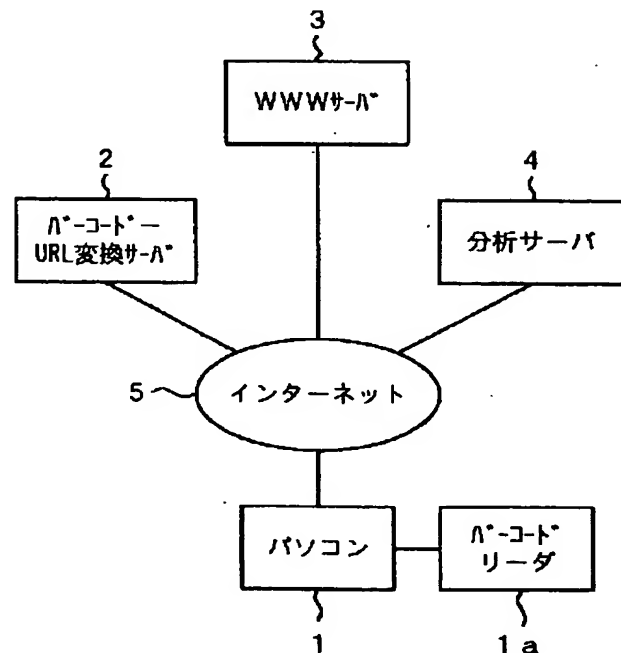 3
WWWサーバ
2
バーコードー
URL変換サーバ
4
分析サーバ
5
インターネット
パソコン
バーコード
リーダ
1
1a